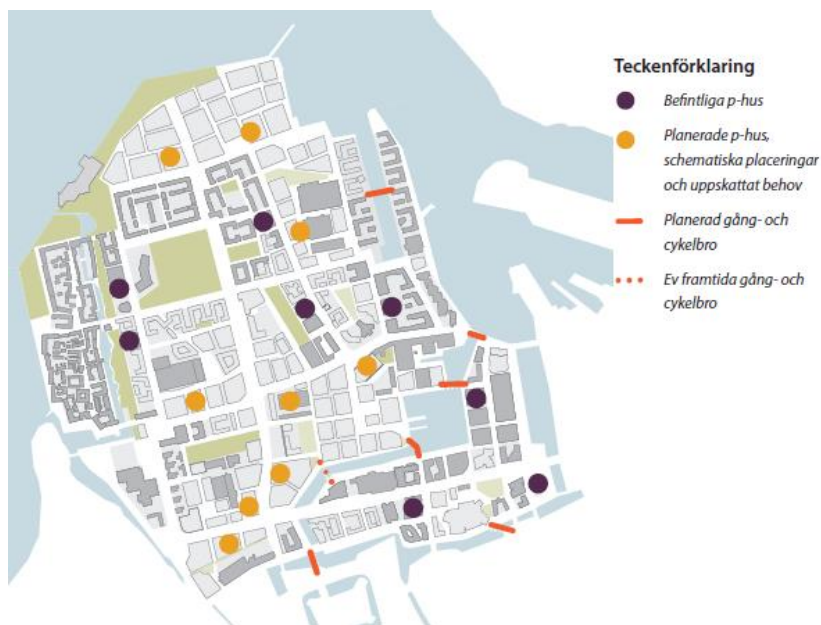 Teckenförklaring
Befintliga p-hus
Planerade p-hus,
schematiska placeringar
och uppskattat behov
Planerad gång- och
cykelbro
Ev framtida gång- och
cykelbro